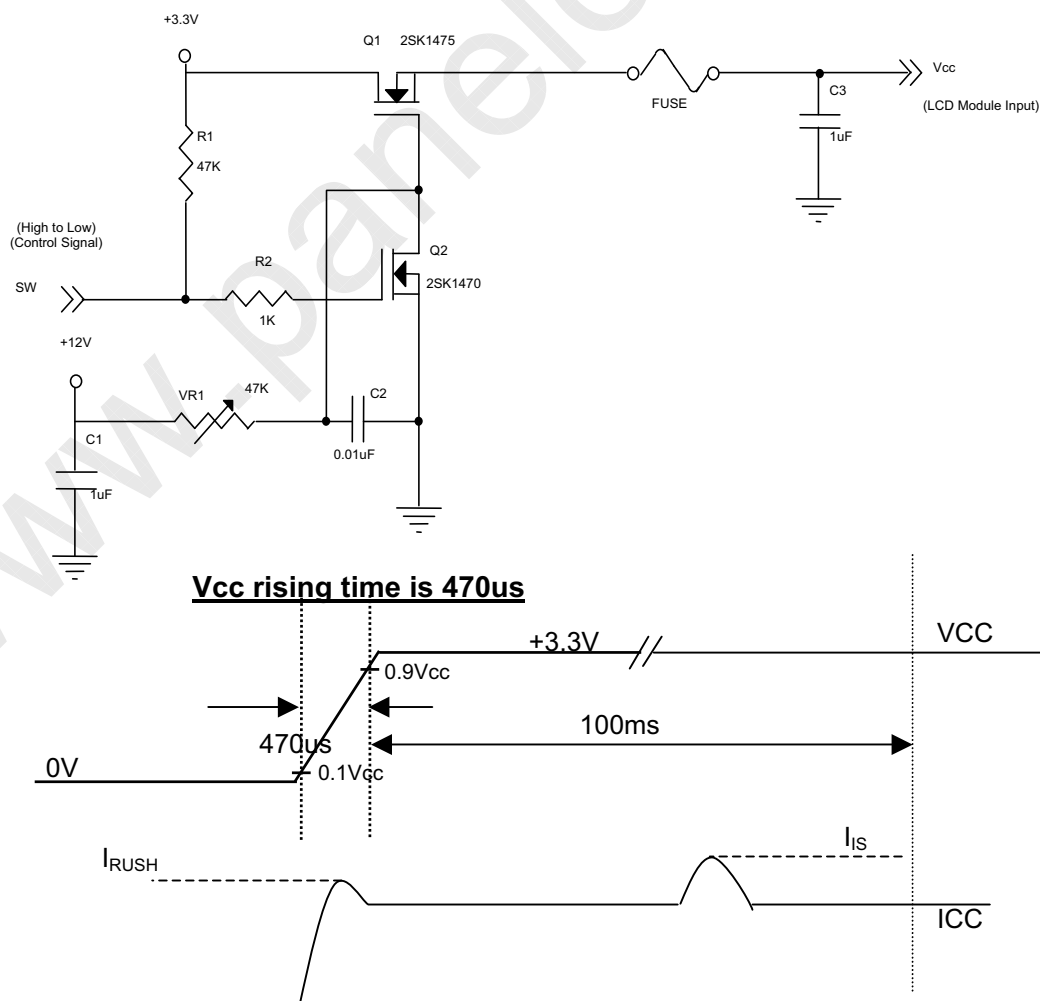 +3.3V
Q1 2SK1475
Vcc
FUSE
C3
(LCD Module Input)
R1
1uF
47K
(High to Low)
(Control Signal)
Q2
R2
SW
2SK1470
1K
+12V
VR1
47K
C2
C1
0.01uF
1uF
Vcc rising time is 470us
+3.3V
VCC
0.9Vcc
100ms
470us
0V
0.1Vcc
IRUSH
IIS
ICC
www.panelo